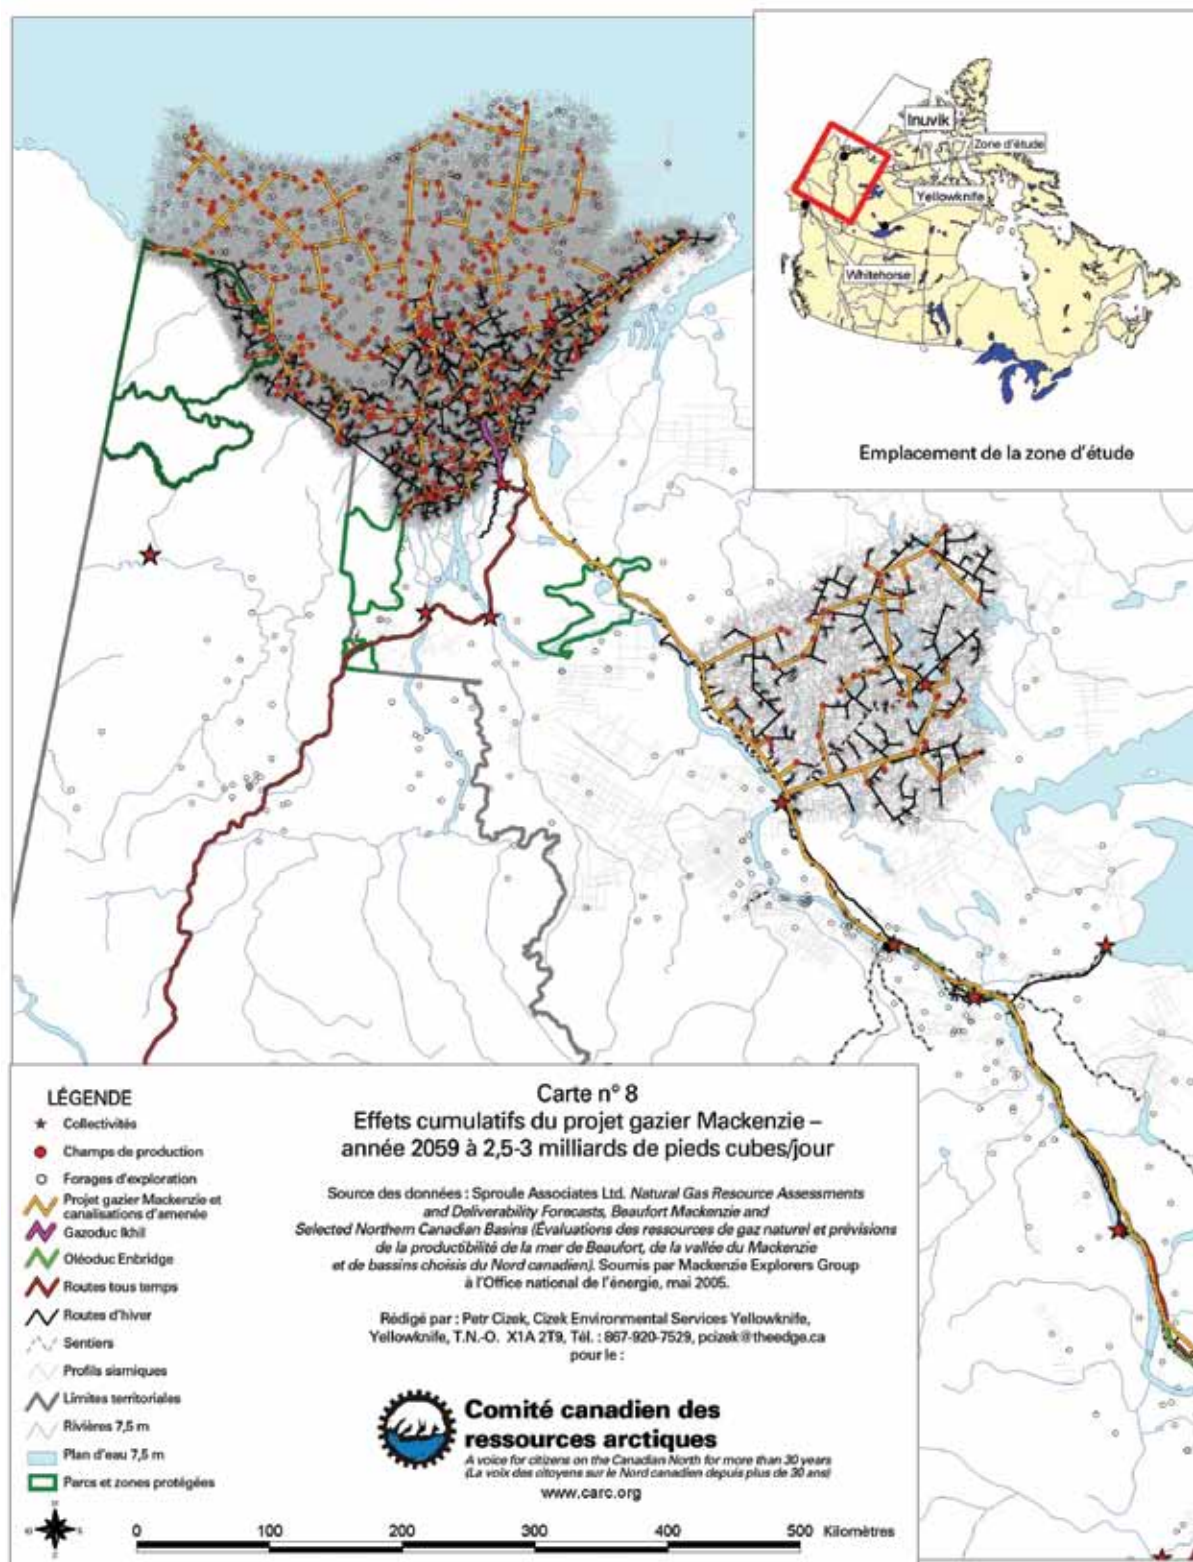 Inuvik
Zone d'étude
Yellowknife
Whitehorse
Emplacement de la zone d'étude
LÉGENDE
Collectivités
Champs de production
Forages d'exploration
Projet gazier Mackenzie et
canalisations d'amenée
Gazoduc Ikhil
Oléoduc Enbridge
Routes tous temps
Routes d'hiver
Sentiers
Profils sismiques
Limites territoriales
Rivières 7,5 m
Plan d'eau 7,5 m
Parcs et zones protégées
Carte n° 8
Effets cumulatifs du projet gazier Mackenzie –
année 2059 à 2,5-3 milliards de pieds cubes/jour
Source des données : Sproule Associates Ltd. Natural Gas Resource Assessments
and Deliverability Forecasts, Beaufort Mackenzie and
Selected Northern Canadian Basins (Évaluations des ressources de gaz naturel et prévisions
de la productibilité de la mer de Beaufort, de la vallée du Mackenzie
et de bassins choisis du Nord canadien). Soumis par Mackenzie Explorers Group
à l'Office national de l'énergie, mai 2005.
Rédigé par : Petr Cizek, Cizek Environmental Services Yellowknife,
Yellowknife, T.N.-O. X1A 2T9, Tél. : 867-920-7529, pcizek@theedge.ca
pour le :
Comité canadien des
ressources arctiques
A voice for citizens on the Canadian North for more than 30 years
(La voix des citoyens sur le Nord canadien depuis plus de 30 ans)
www.carc.org
0 100 200 300 400 500 Kilomètres